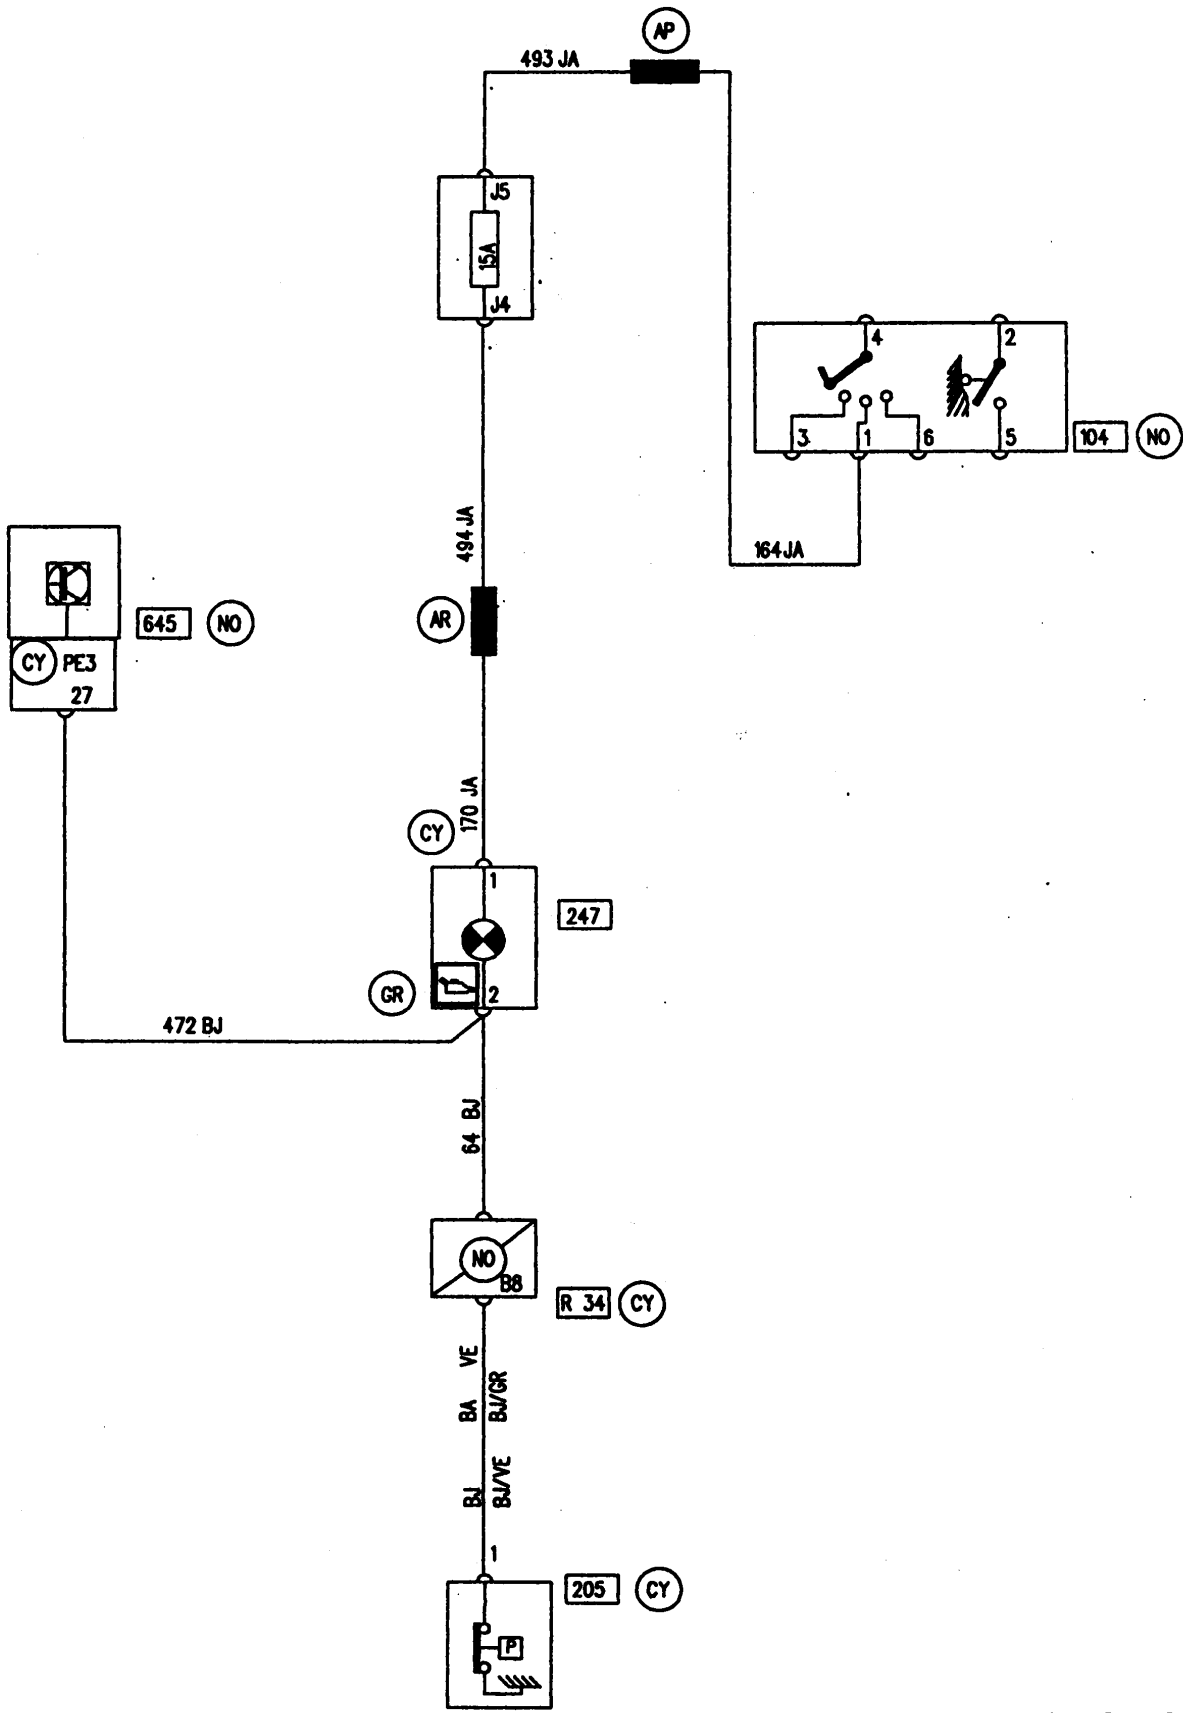 AP
493 JA
J5
15A
J4
4
2
3
1
6
5
104
NO
164 JA
494 JA
645
NO
AR
CY
PE3
27
170 JA
CY
1
247
GR
2
472 BJ
64 BJ
NO
B8
R 34
CY
VE
BA
BJ/GR
BJ
BJ/VE
1
205
CY
P